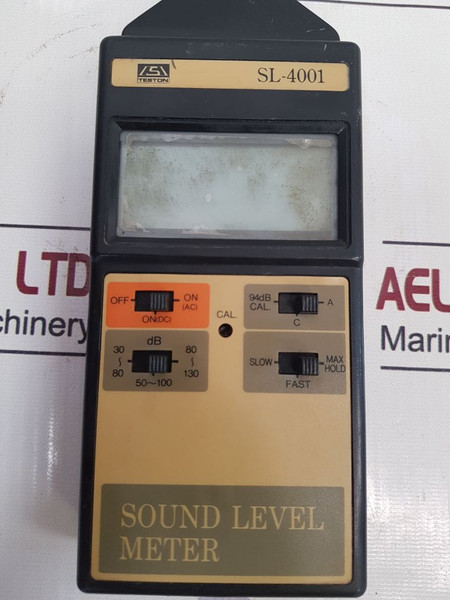 TESTON
SL-4001
LTD
AEL
chinery
Marin
OFF
ON
(AC)
ON(DC)
CAL.
94dB
CAL.
A
C
dB
30
~
80
80
~
130
50~100
SLOW
MAX
HOLD
FAST
SOUND LEVEL
METER